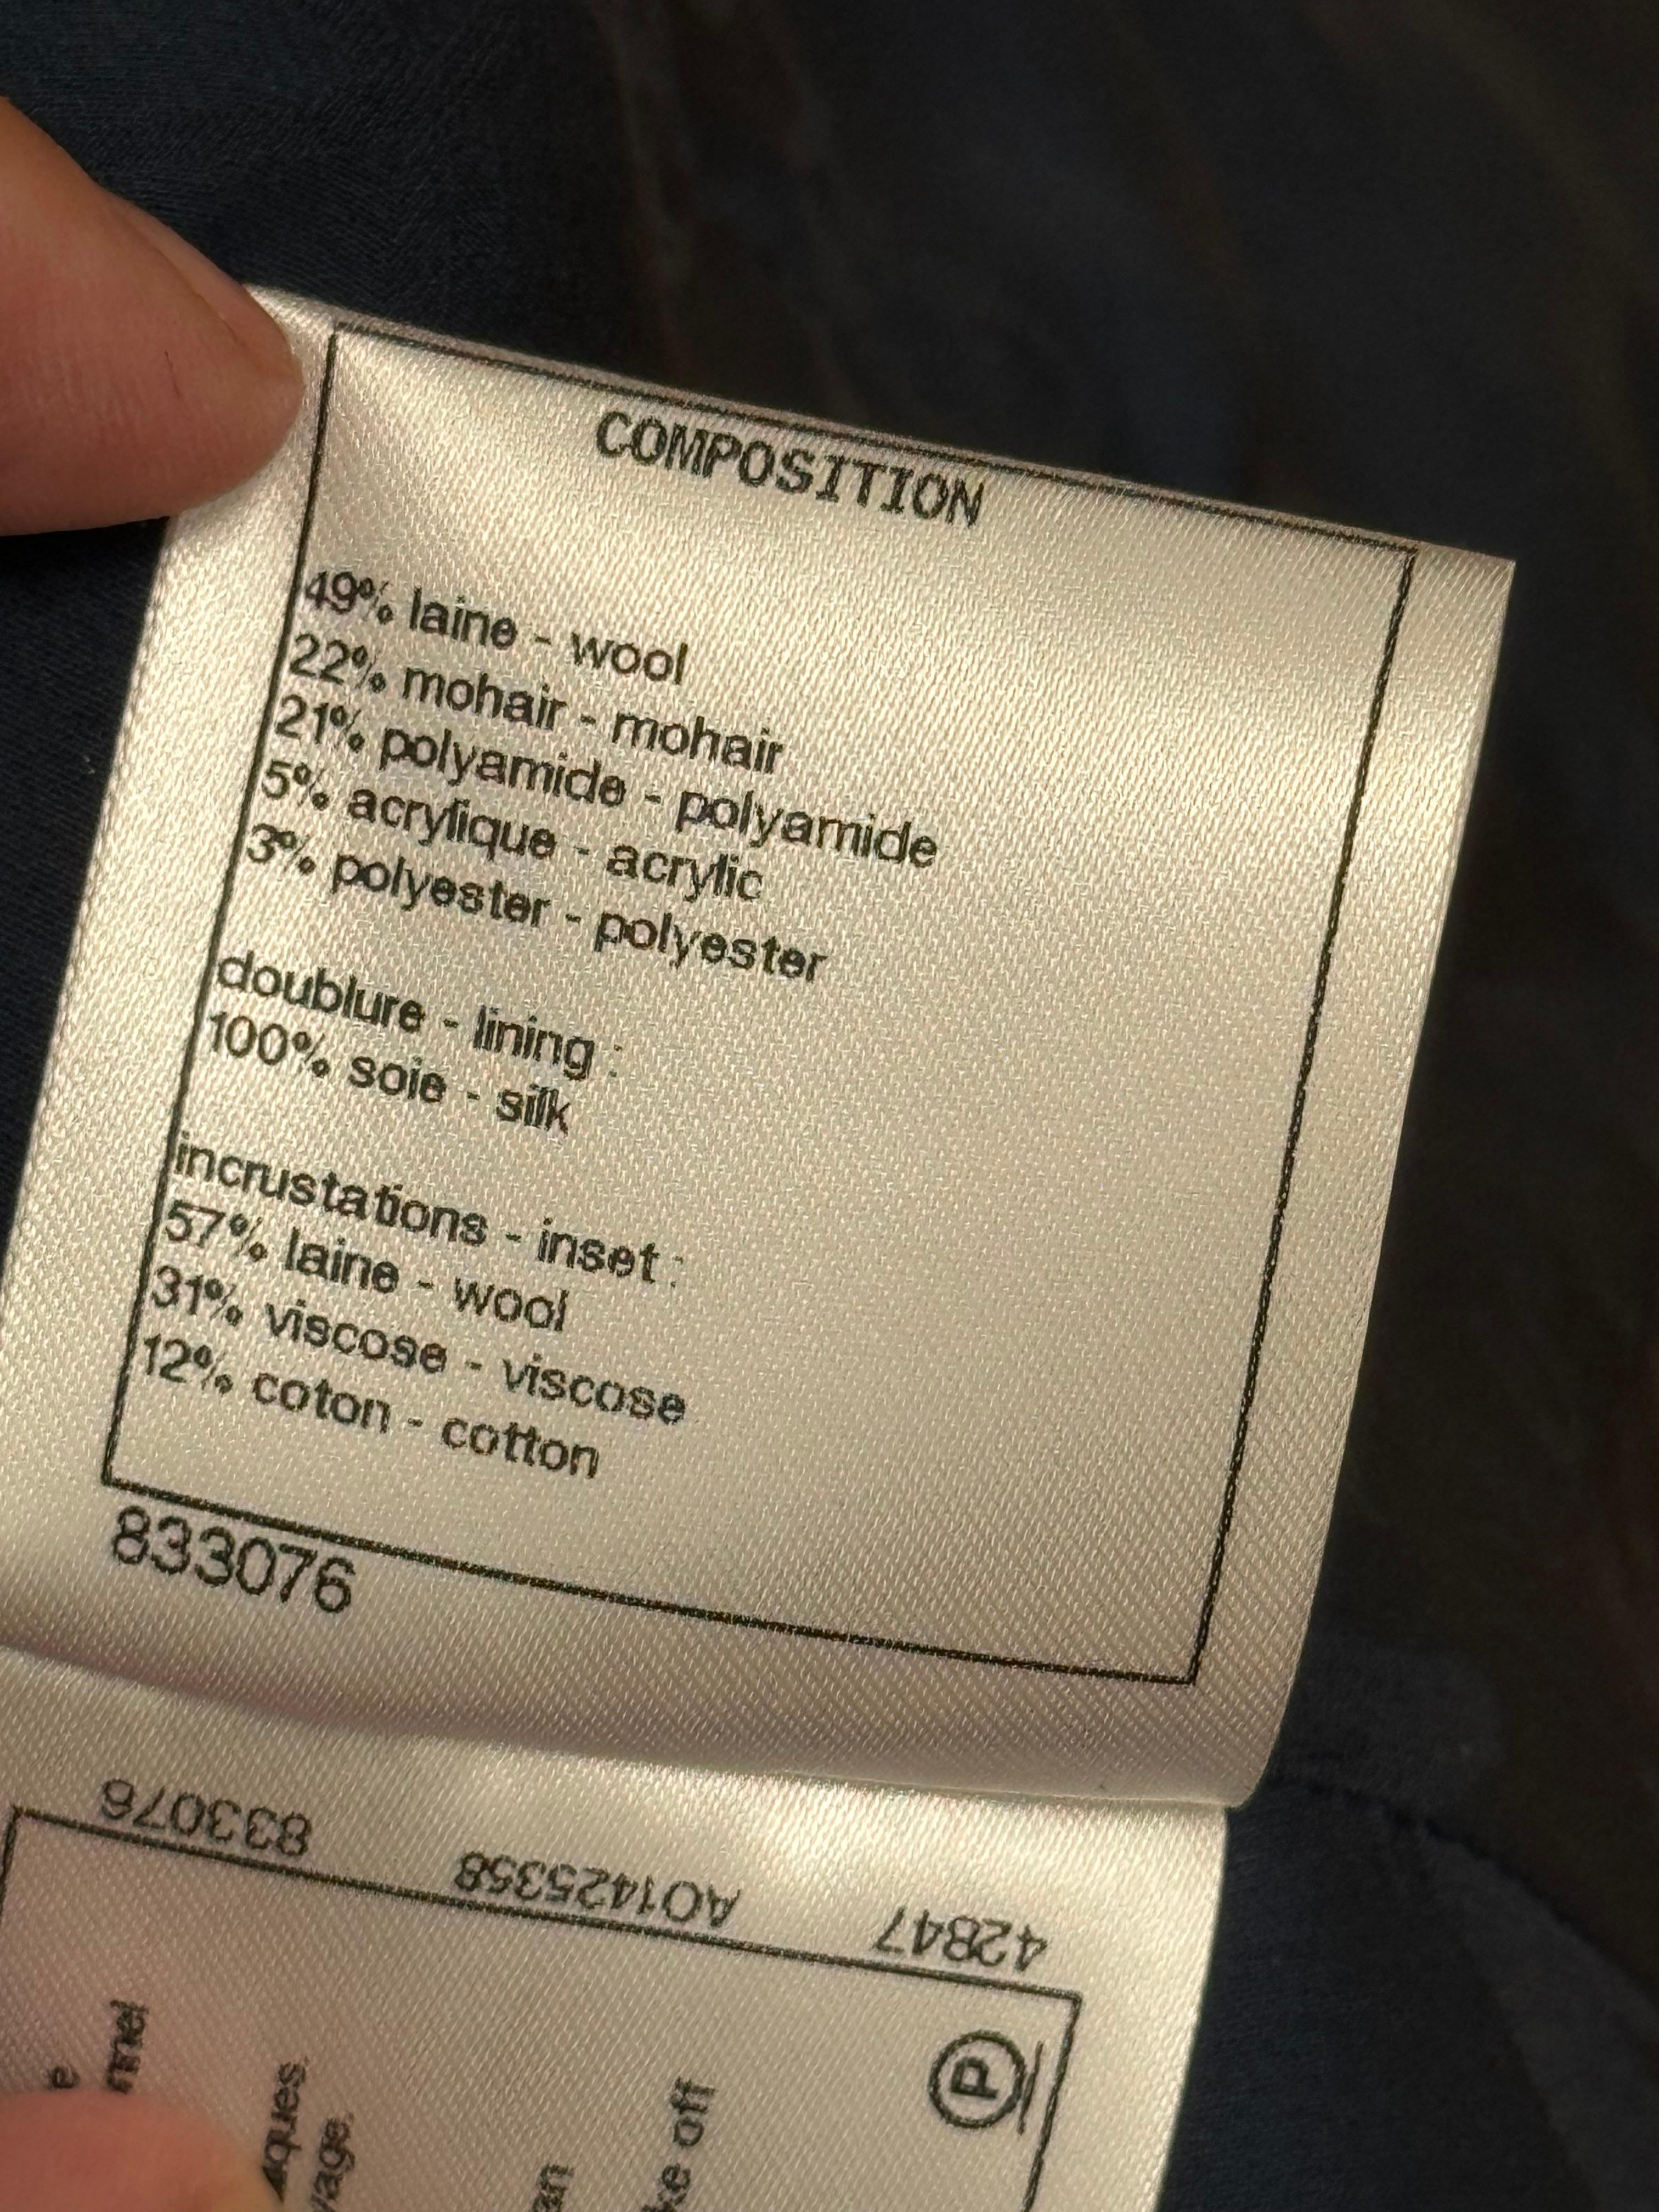 COMPOSITION
49% laine - wool
22% mohair - mohair
21% polyamide - polyamide
5% acrylique - acrylic
3% polyester - polyester
doublure - lining :
100% soie - silk
incrustations - inset :
57% laine - wool
31% viscose - viscose
12% coton - cotton
833076
42847 A01425358 833076
P
off